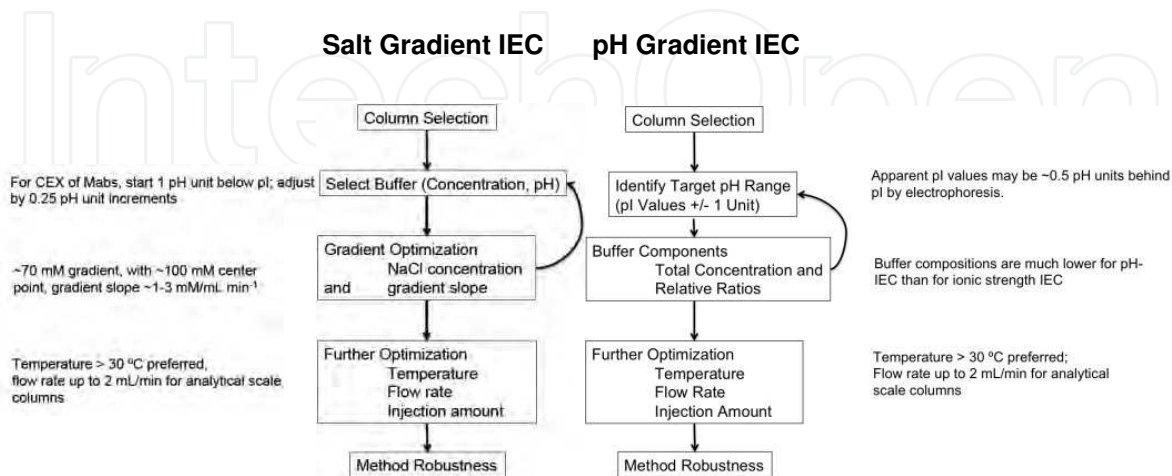 IntechOpen
Salt Gradient IEC
pH Gradient IEC
Column Selection
For CEX of Mabs, start 1 pH unit below pI; adjust
by 0.25 pH unit increments
Select Buffer (Concentration, pH)
~70 mM gradient, with ~100 mM center
point, gradient slope ~1-3 mM/mL min⁻¹
Gradient Optimization
NaCl concentration
and gradient slope
Temperature > 30 ºC preferred,
flow rate up to 2 mL/min for analytical scale
columns
Further Optimization
Temperature
Flow rate
Injection amount
Method Robustness
Column Selection
Identify Target pH Range
(pI Values +/- 1 Unit)
Apparent pI values may be ~0.5 pH units behind
pI by electrophoresis.
Buffer Components
Total Concentration and
Relative Ratios
Buffer compositions are much lower for pH-
IEC than for ionic strength IEC
Further Optimization
Temperature
Flow Rate
Injection Amount
Temperature > 30 ºC preferred;
Flow rate up to 2 mL/min for analytical
scale columns
Method Robustness